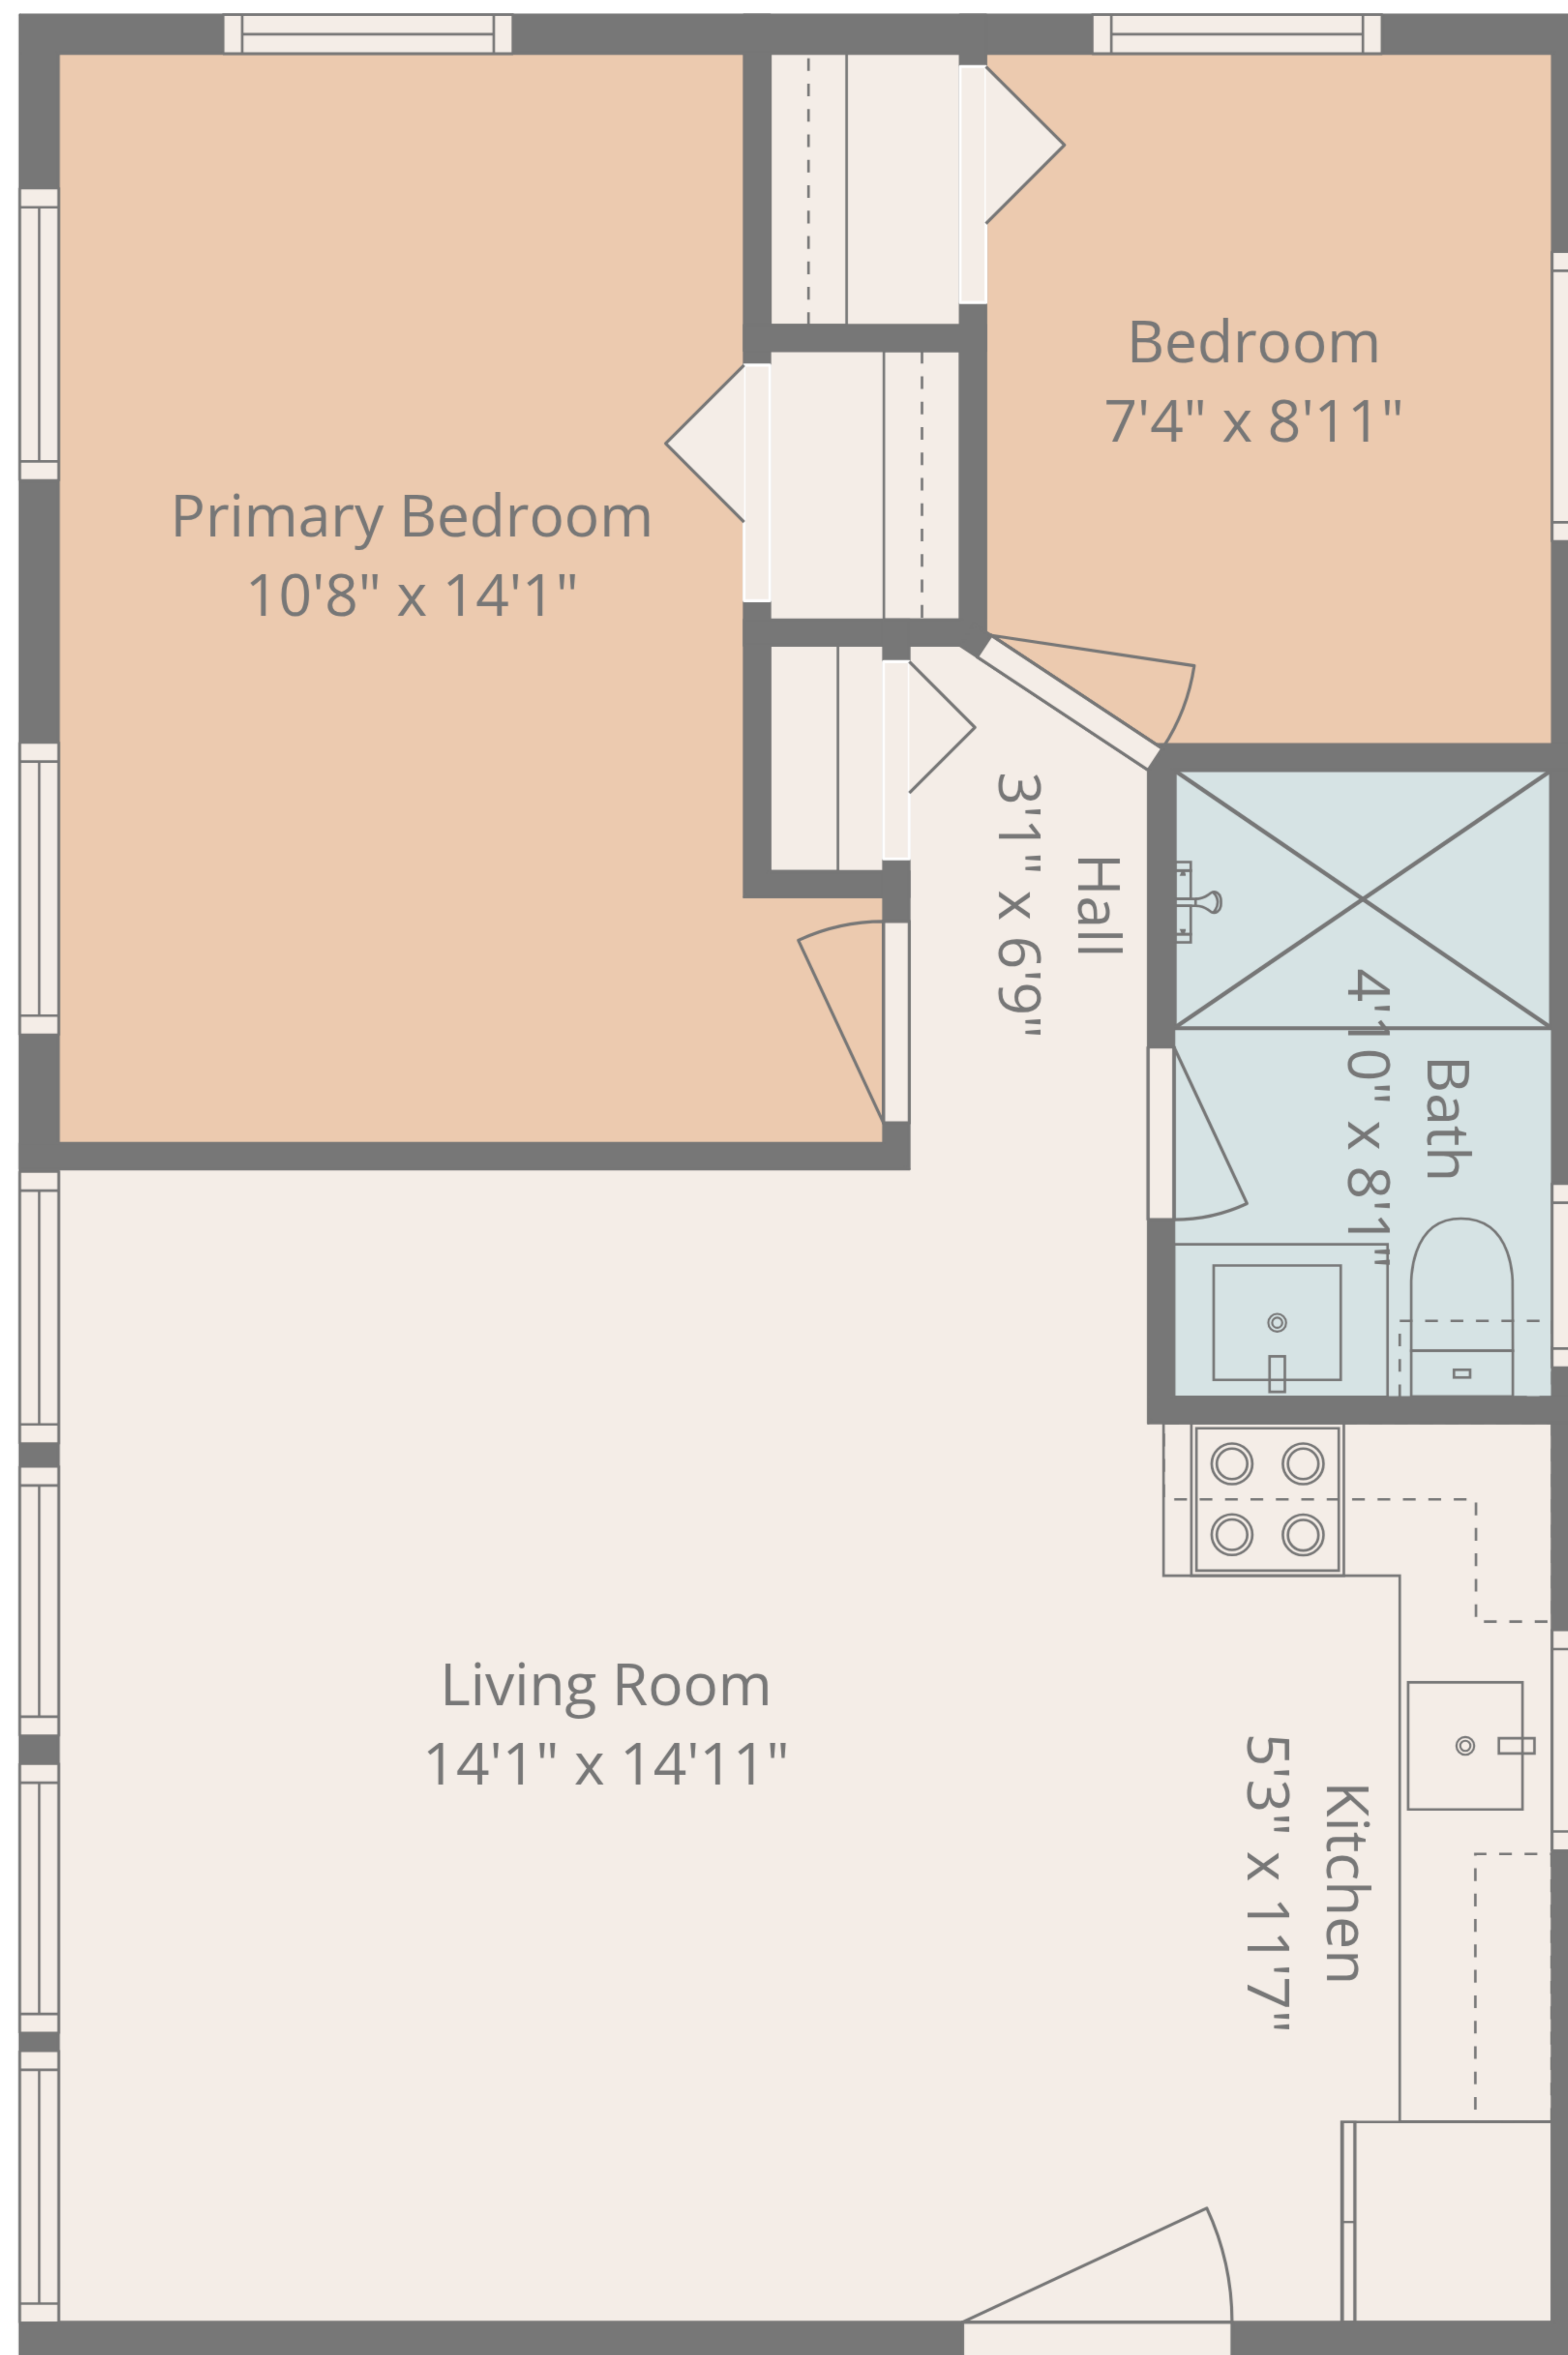 Bedroom
7'4" x 8'11"
Primary Bedroom
10'8" x 14'1"
Hall
3'1" x 6'9"
Bath
4'10" x 8'1"
Living Room
14'1" x 14'11"
Kitchen
5'3" x 11'7"